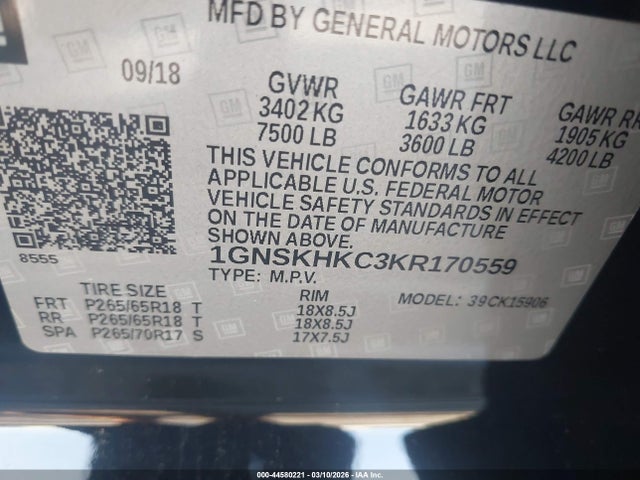 MFD BY GENERAL MOTORS LLC
09/18
GVWR
3402 KG
7500 LB
GAWR FRT
1633 KG
3600 LB
GAWR RR
1905 KG
4200 LB
THIS VEHICLE CONFORMS TO ALL
APPLICABLE U.S. FEDERAL MOTOR
VEHICLE SAFETY STANDARDS IN EFFECT
ON THE DATE OF MANUFACTURE
SHOWN ABOVE.
8555
1GNSKHKC3KR170559
TYPE: M.P.V.
MODEL: 39CK15906
TIRE SIZE RIM
FRT P265/65R18 T 18X8.5J
RR P265/65R18 T 18X8.5J
SPA P265/70R17 S 17X7.5J
GM
000-44580221 - 03/10/2026 - IAA Inc.